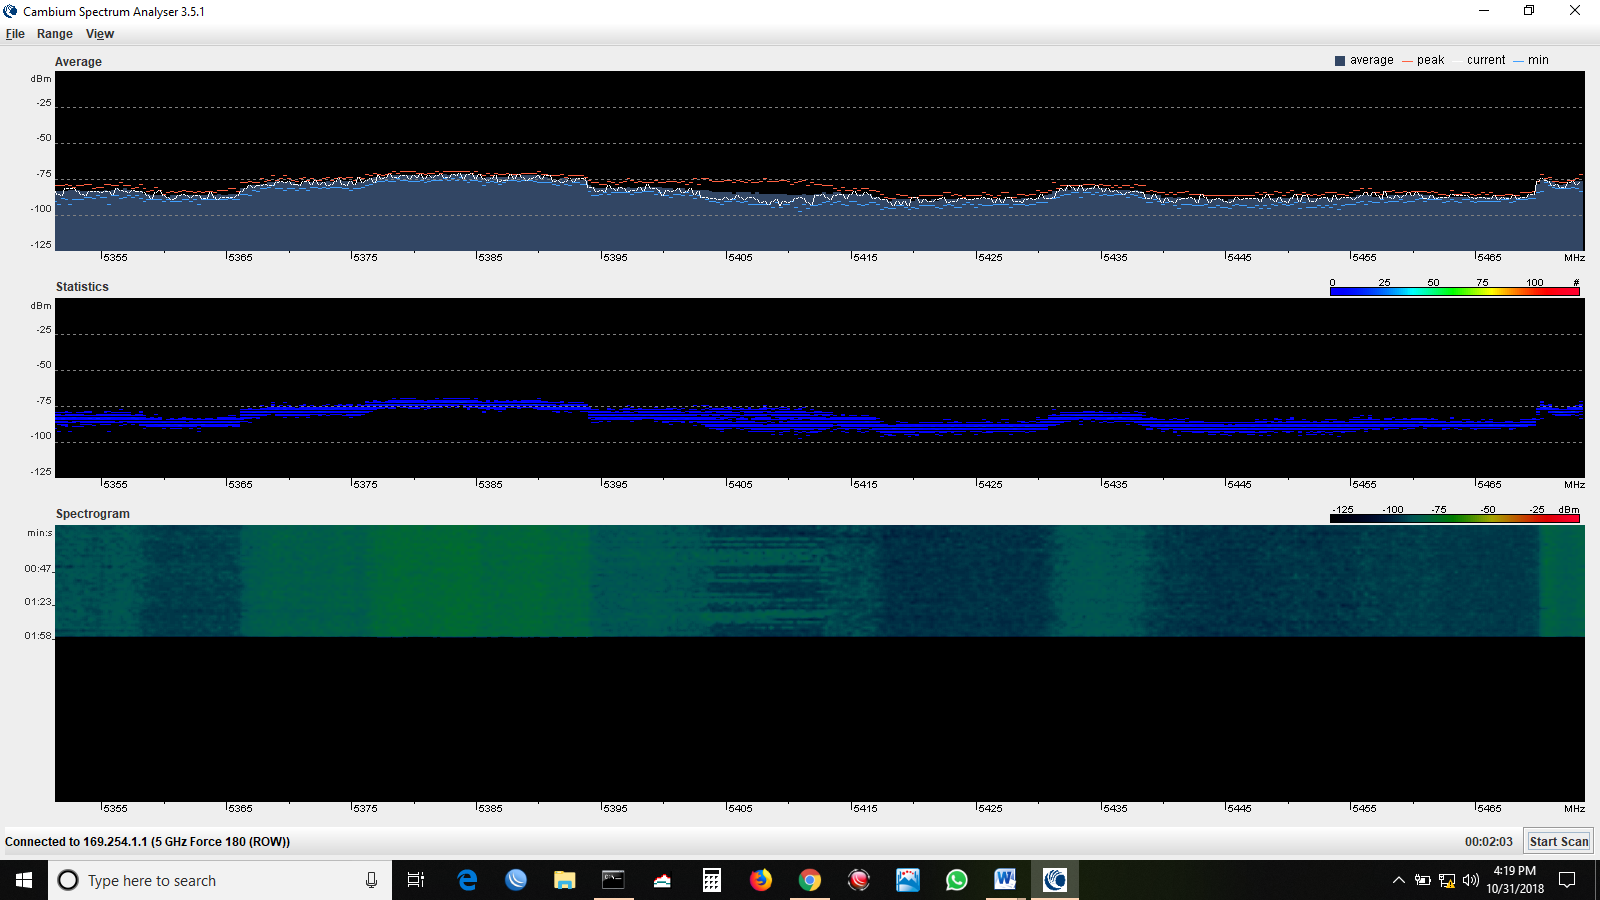 Cambium Spectrum Analyser 3.5.1
File Range View
Average
average peak current min
dBm
-25
-50
-75
-100
-125
5355 5365 5375 5385 5395 5405 5415 5425 5435 5445 5455 5465 MHz
Statistics
0 25 50 75 100 #
dBm
-25
-50
-75
-100
-125
5355 5365 5375 5385 5395 5405 5415 5425 5435 5445 5455 5465 MHz
Spectrogram
-125 -100 -75 -50 -25 dBm
min:s
00:47
01:23
01:58
5355 5365 5375 5385 5395 5405 5415 5425 5435 5445 5455 5465 MHz
Connected to 169.254.1.1 (5 GHz Force 180 (ROW))
00:02:03 Start Scan
Type here to search
4:19 PM
10/31/2018